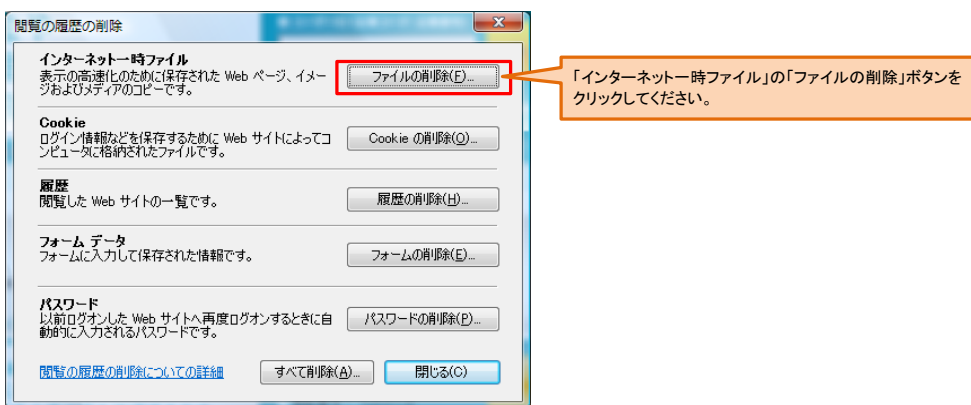 閲覧の履歴の削除
インターネット一時ファイル
表示の高速化のために保存された Web ページ、イメー
ジおよびメディアのコピーです。
ファイルの削除(F)...
「インターネット一時ファイル」の「ファイルの削除」ボタンを
クリックしてください。
Cookie
ログイン情報などを保存するために Web サイトによってコ
ンピュータに格納されたファイルです。
Cookie の削除(O)...
履歴
閲覧した Web サイトの一覧です。
履歴の削除(H)...
フォーム データ
フォームに入力して保存された情報です。
フォームの削除(E)...
パスワード
以前ログオンした Web サイトへ再度ログオンするときに自
動的に入力されるパスワードです。
パスワードの削除(P)...
閲覧の履歴の削除についての詳細
すべて削除(A)...
閉じる(C)